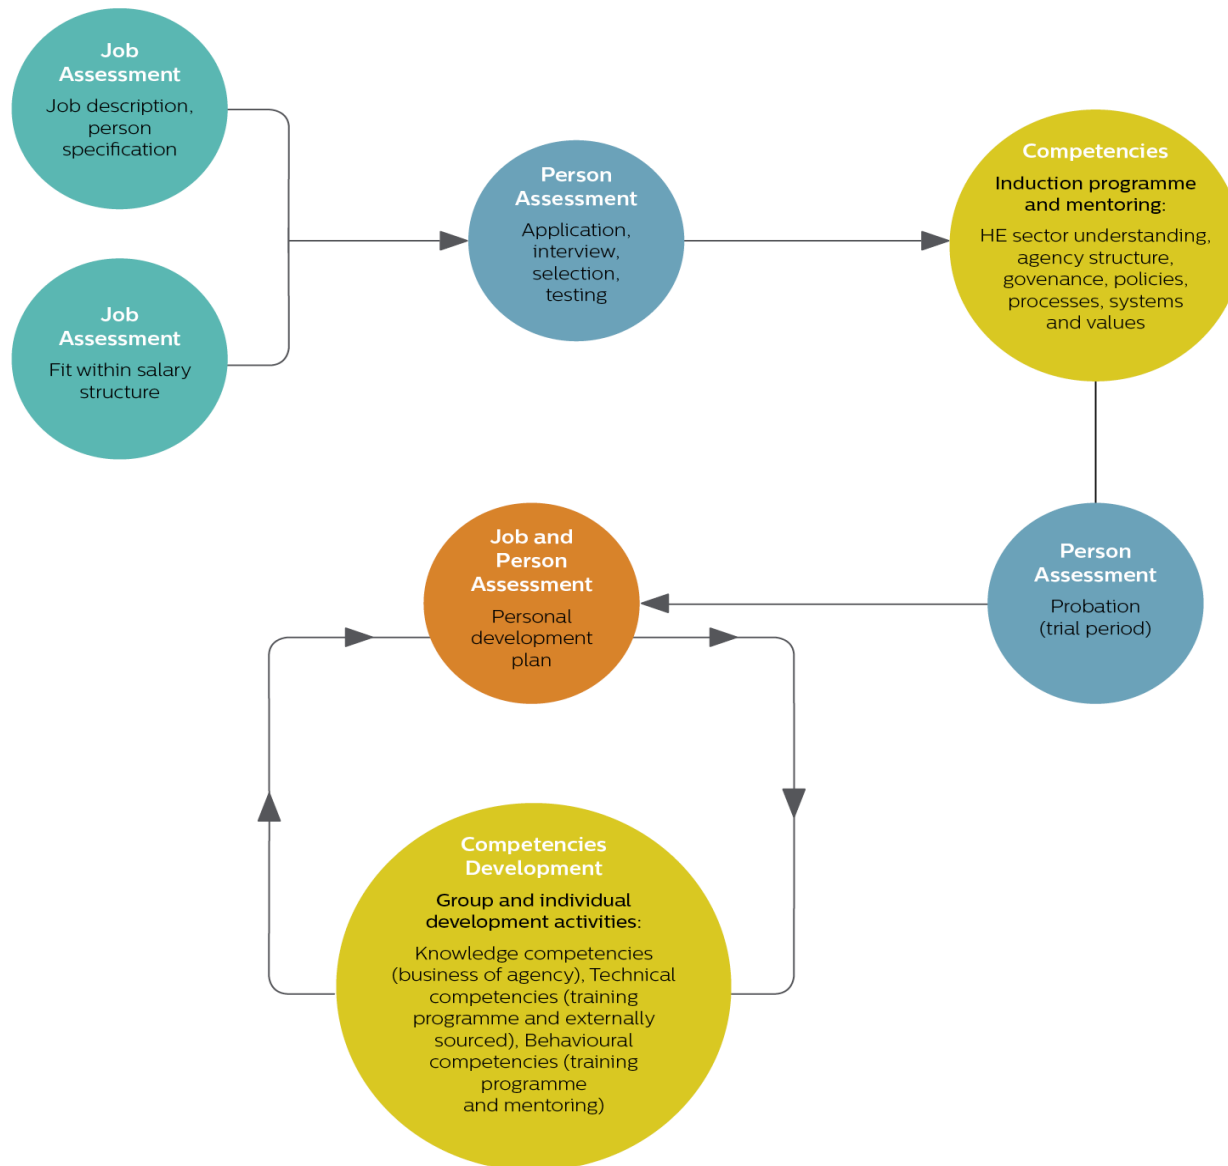 Job
Assessment
Job description,
person
specification
Job
Assessment
Fit within salary
structure
Person
Assessment
Application,
interview,
selection,
testing
Competencies
Induction programme
and mentoring:
HE sector understanding,
agency structure,
govenance, policies,
processes, systems
and values
Person
Assessment
Probation
(trial period)
Job and
Person
Assessment
Personal
development
plan
Competencies
Development
Group and individual
development activities:
Knowledge competencies
(business of agency), Technical
competencies (training
programme and externally
sourced), Behavioural
competencies (training
programme
and mentoring)